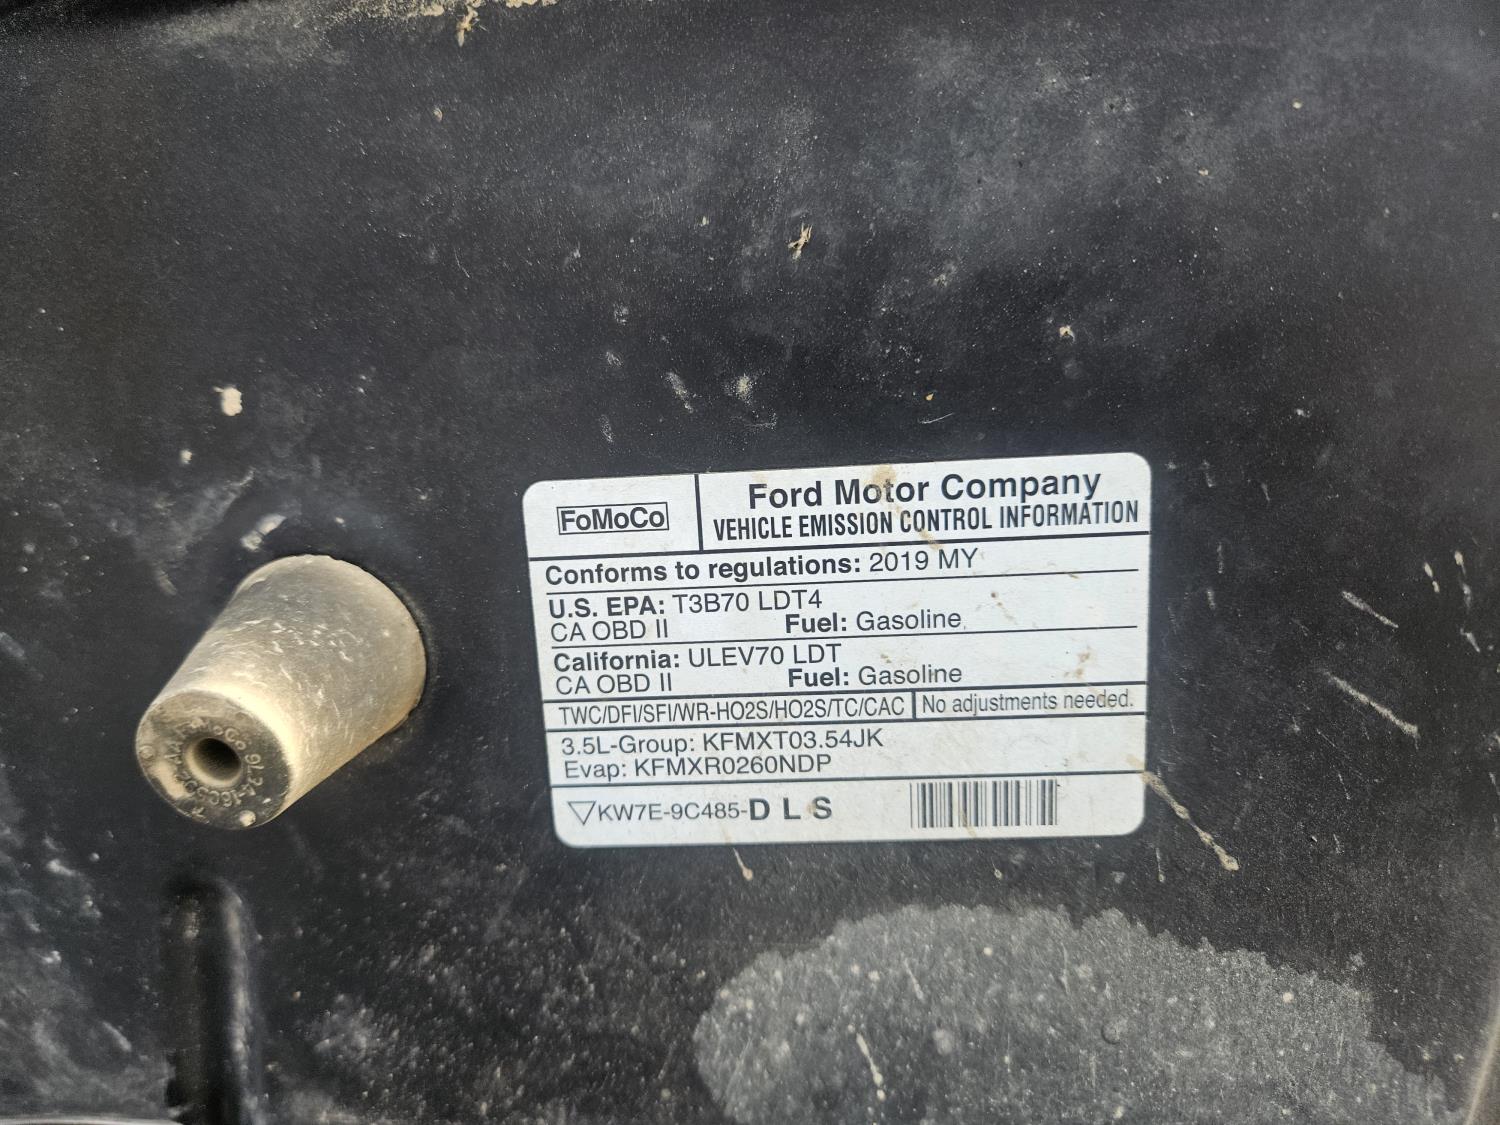 FoMoCo
Ford Motor Company
VEHICLE EMISSION CONTROL INFORMATION
Conforms to regulations: 2019 MY
U.S. EPA: T3B70 LDT4
CA OBD II Fuel: Gasoline
California: ULEV70 LDT
CA OBD II Fuel: Gasoline
TWC/DFI/SFI/WR-HO2S/HO2S/TC/CAC No adjustments needed.
3.5L-Group: KFMXT03.54JK
Evap: KFMXR0260NDP
KW7E-9C485-D L S